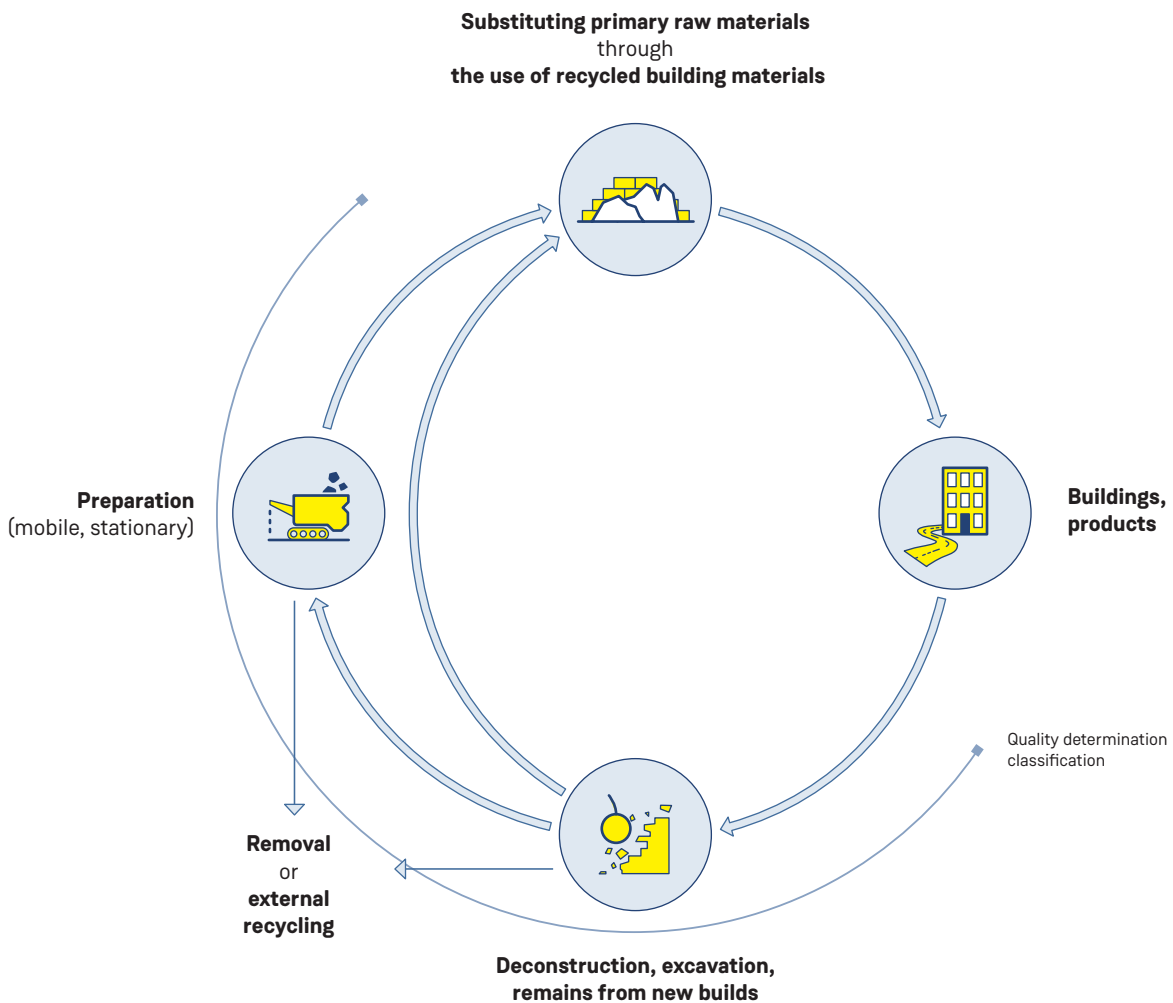 Substituting primary raw materials
through
the use of recycled building materials
Preparation
(mobile, stationary)
Buildings,
products
Quality determination
classification
Removal
or
external
recycling
Deconstruction, excavation,
remains from new builds